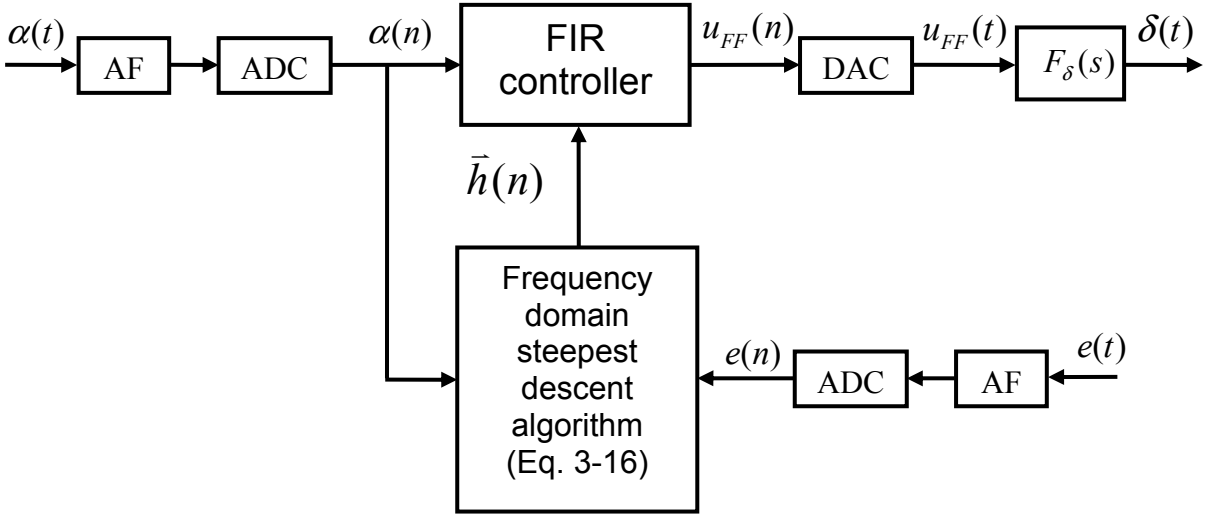 α(t)
AF
ADC
α(n)
FIR
controller
u_FF(n)
DAC
u_FF(t)
F_δ(s)
δ(t)
h⃗(n)
Frequency
domain
steepest
descent
algorithm
(Eq. 3-16)
e(n)
ADC
AF
e(t)